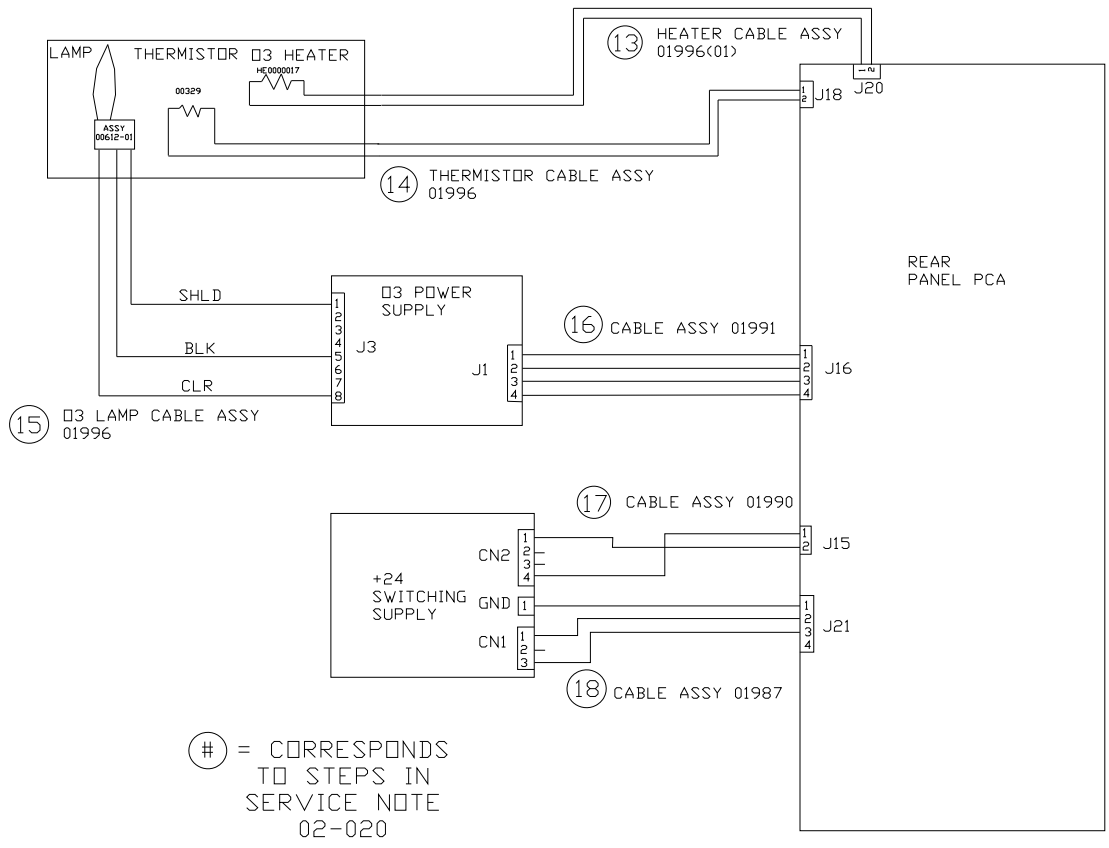 13
HEATER CABLE ASSY
01996(01)
LAMP
THERMISTOR
O3 HEATER
HE0000017
00329
ASSY
00612-01
1
2
J18
1
2
J20
14
THERMISTOR CABLE ASSY
01996
REAR
PANEL PCA
SHLD
BLK
CLR
1
2
3
4
5
6
7
8
J3
O3 POWER
SUPPLY
J1
1
2
3
4
16
CABLE ASSY 01991
1
2
3
4
J16
15
O3 LAMP CABLE ASSY
01996
17
CABLE ASSY 01990
1
2
J15
+24
SWITCHING
SUPPLY
CN2
1
2
3
4
GND
1
CN1
1
2
3
1
2
3
4
J21
18
CABLE ASSY 01987
# = CORRESPONDS
TO STEPS IN
SERVICE NOTE
02-020